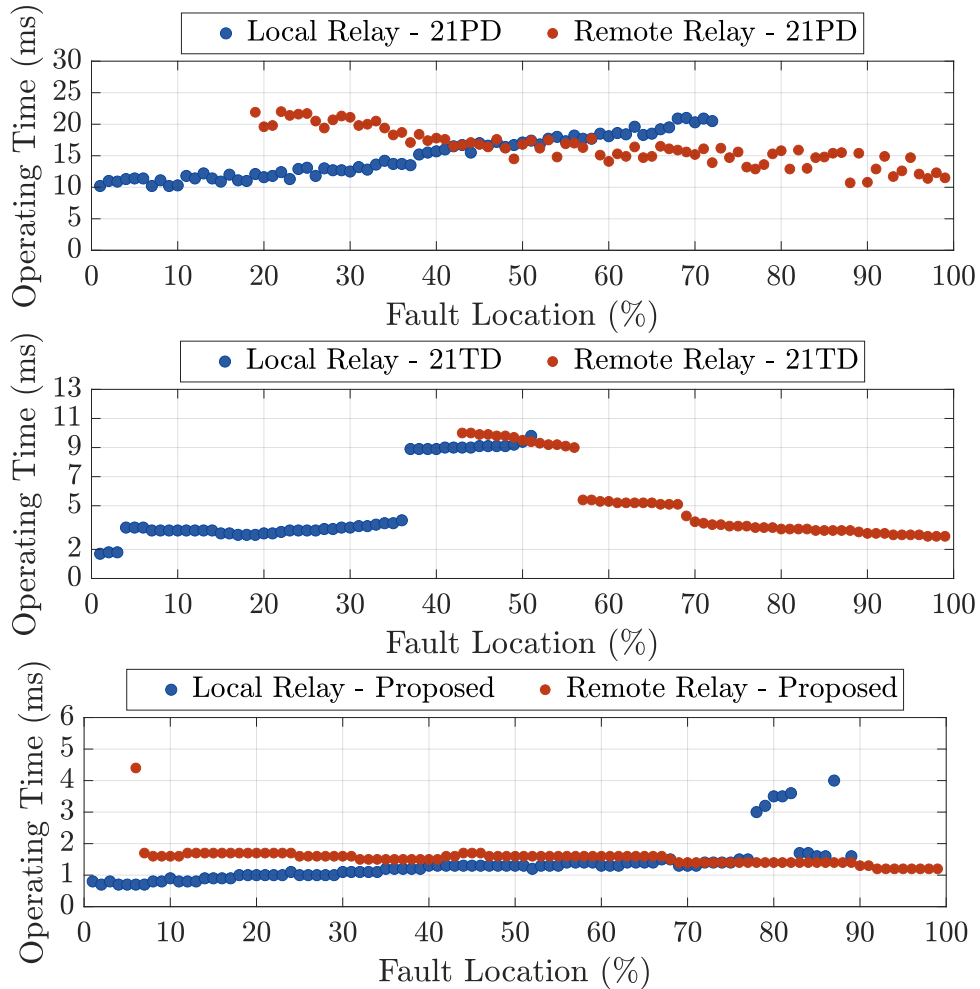 Local Relay - 21PD Remote Relay - 21PD
Operating Time (ms)
30
25
20
15
10
5
0
0 10 20 30 40 50 60 70 80 90 100
Fault Location (%)
Local Relay - 21TD Remote Relay - 21TD
Operating Time (ms)
13
11
9
7
5
2
0
0 10 20 30 40 50 60 70 80 90 100
Fault Location (%)
Local Relay - Proposed Remote Relay - Proposed
Operating Time (ms)
6
5
4
3
2
1
0
0 10 20 30 40 50 60 70 80 90 100
Fault Location (%)